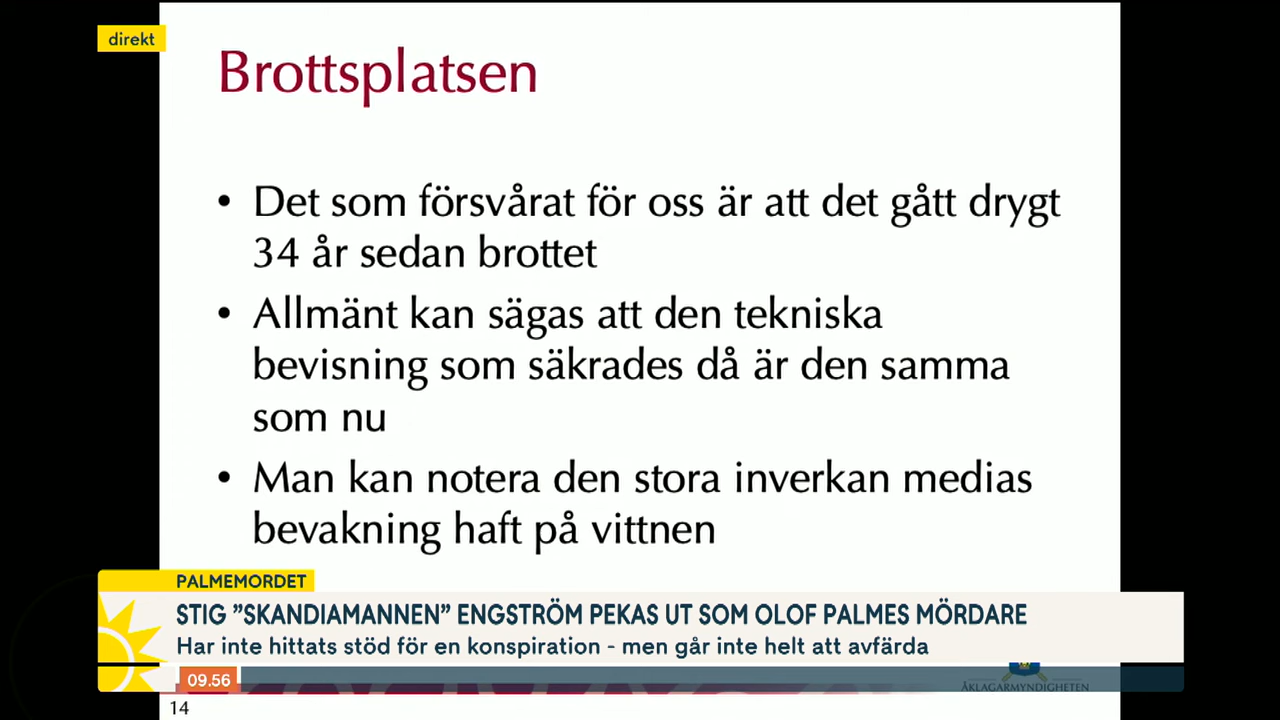 direkt
Brottsplatsen
• Det som försvårat för oss är att det gått drygt
34 år sedan brottet
• Allmänt kan sägas att den tekniska
bevisning som säkrades då är den samma
som nu
• Man kan notera den stora inverkan medias
bevakning haft på vittnen
PALMEMORDET
STIG ”SKANDIAMANNEN” ENGSTRÖM PEKAS UT SOM OLOF PALMES MÖRDARE
Har inte hittats stöd för en konspiration - men går inte helt att avfärda
09.56
ÅKLAGARMYNDIGHETEN
14